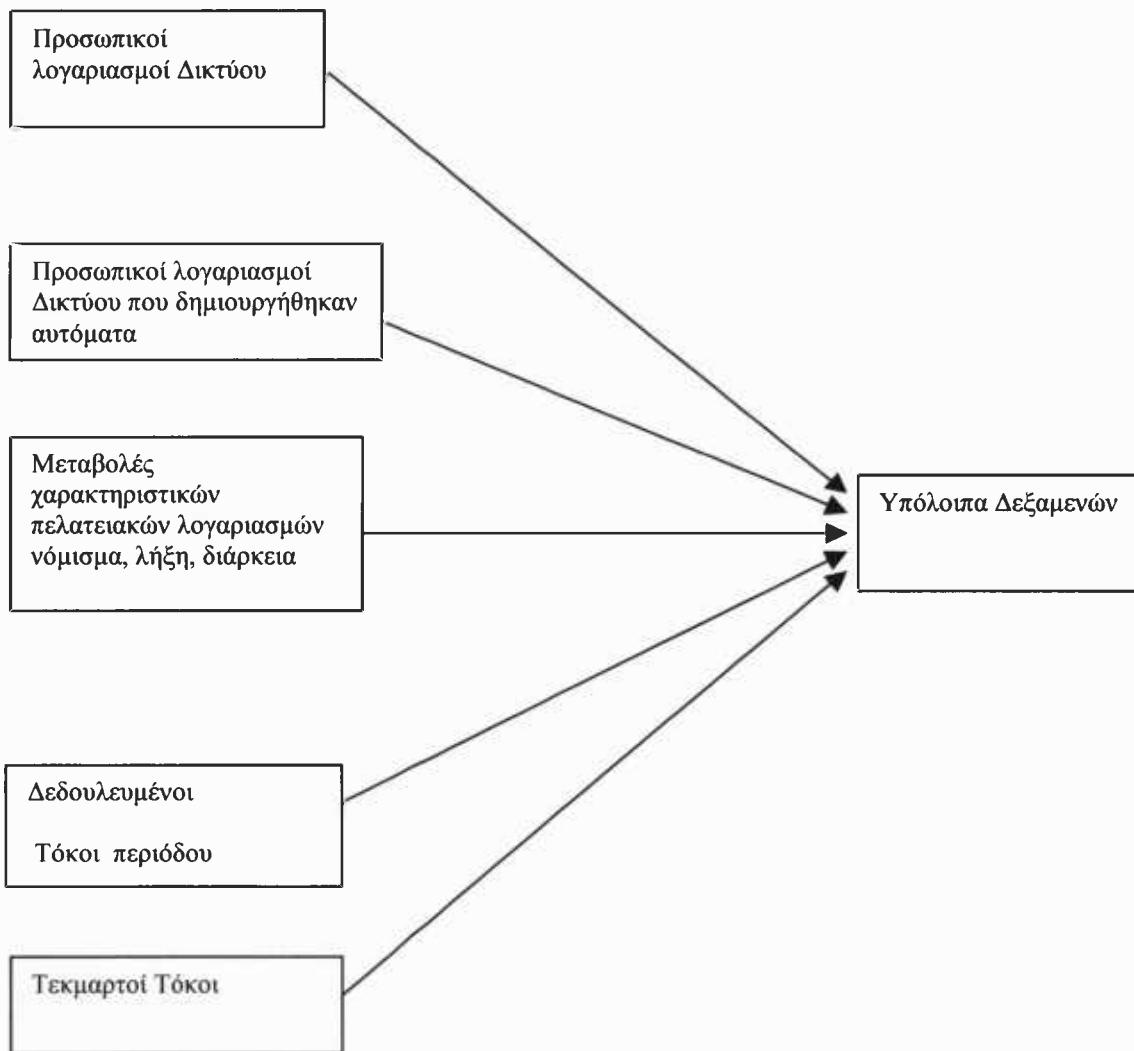 Προσωπικοί
λογαριασμοί Δικτύου
Προσωπικοί λογαριασμοί
Δικτύου που δημιουργήθηκαν
αυτόματα
Μεταβολές
χαρακτηριστικών
πελατειακών λογαριασμών
νόμισμα, λήξη, διάρκεια
Υπόλοιπα Δεξαμενών
Δεδουλευμένοι
Τόκοι περιόδου
Τεκμαρτοί Τόκοι